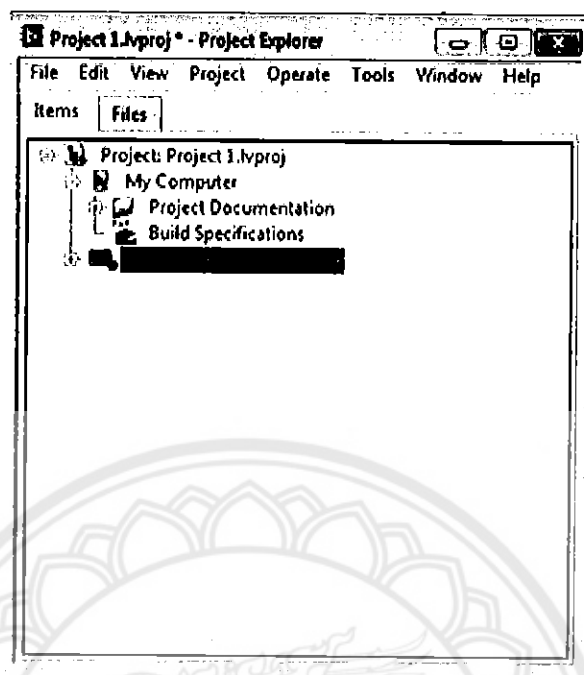 Project 1.lvproj * - Project Explorer
File Edit View Project Operate Tools Window Help
Items Files
Project: Project 1.lvproj
My Computer
Project Documentation
Build Specifications